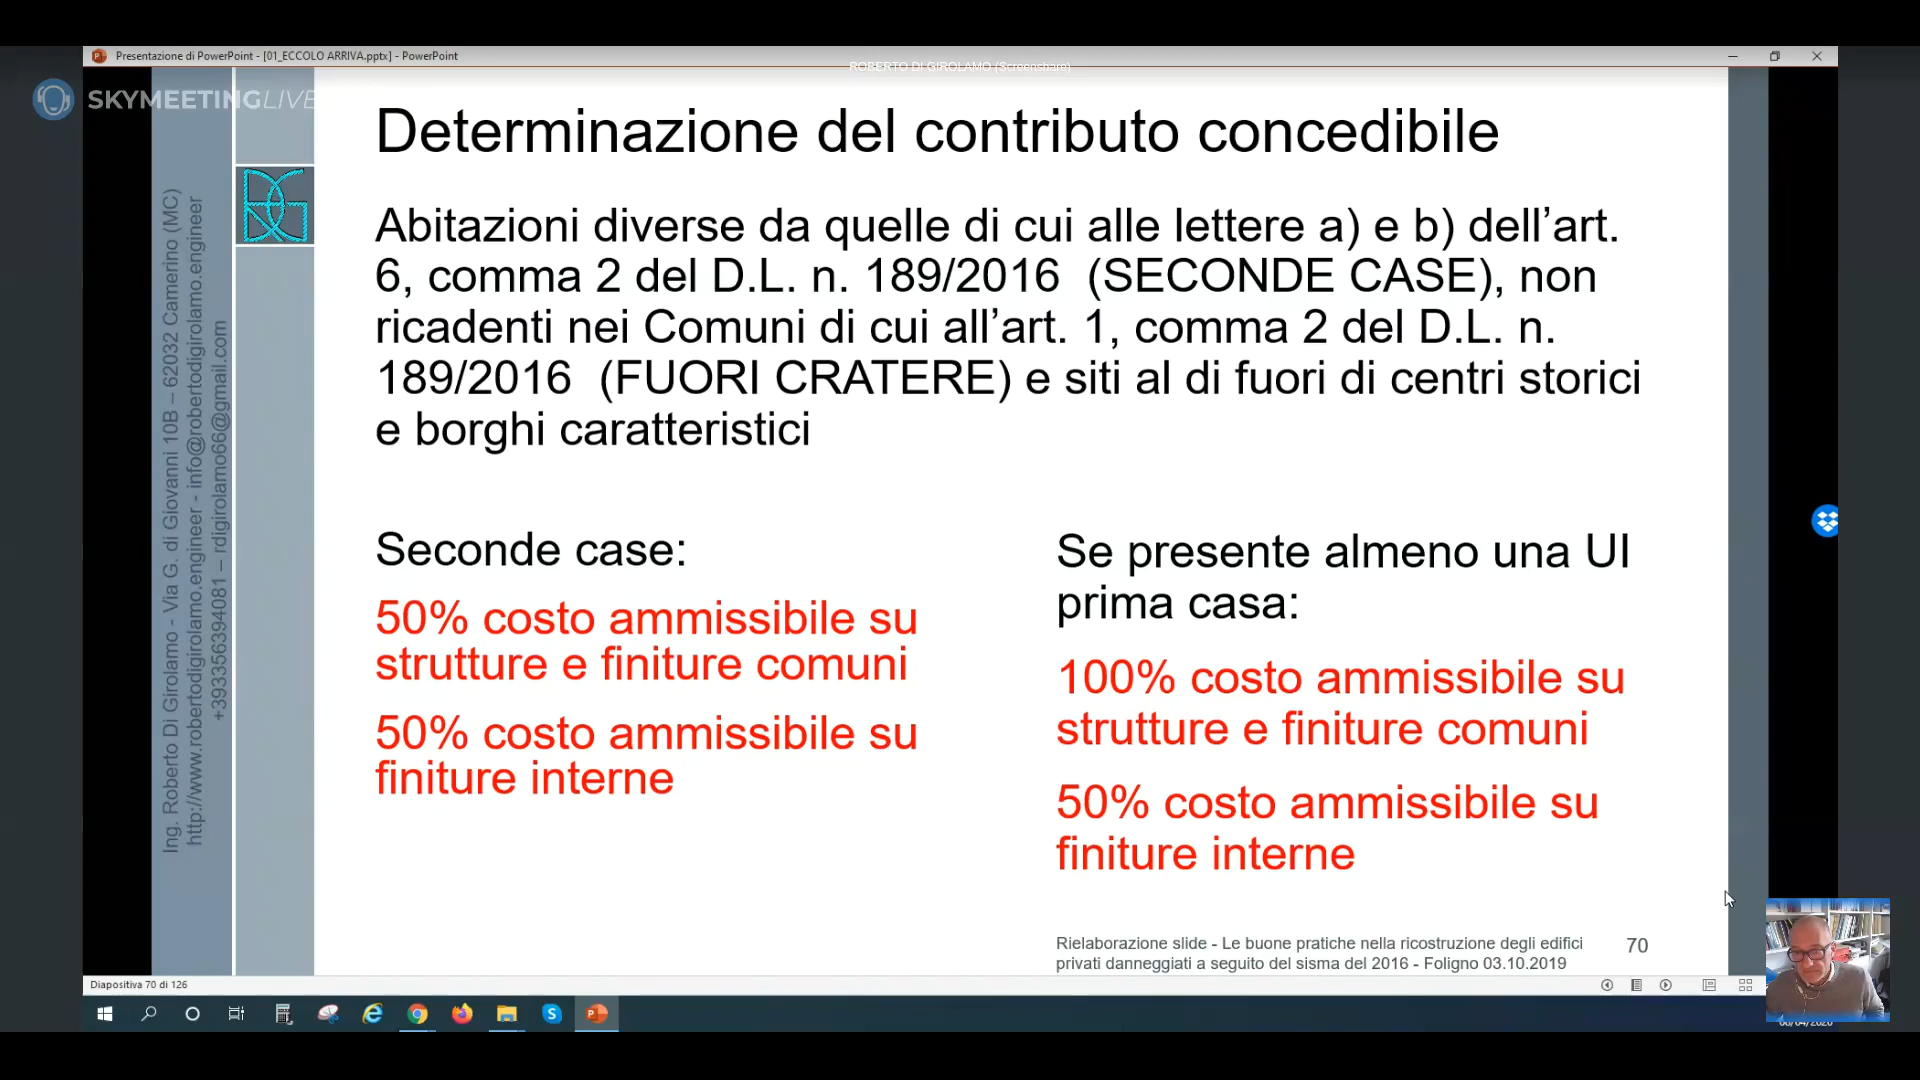 Presentazione di PowerPoint - [01_ECCOLO ARRIVA.pptx] - PowerPoint
ROBERTO DI GIROLAMO (Screenshare)
SKYMEETINGLIVE
Ing. Roberto Di Girolamo - Via G. di Giovanni 10B – 62032 Camerino (MC)
http://www.robertodigirolamo.engineer - info@robertodigirolamo.engineer
+393356394081 – rdigirolamo66@gmail.com
Determinazione del contributo concedibile
Abitazioni diverse da quelle di cui alle lettere a) e b) dell’art.
6, comma 2 del D.L. n. 189/2016 (SECONDE CASE), non
ricadenti nei Comuni di cui all’art. 1, comma 2 del D.L. n.
189/2016 (FUORI CRATERE) e siti al di fuori di centri storici
e borghi caratteristici
Seconde case:
50% costo ammissibile su
strutture e finiture comuni
50% costo ammissibile su
finiture interne
Se presente almeno una UI
prima casa:
100% costo ammissibile su
strutture e finiture comuni
50% costo ammissibile su
finiture interne
Rielaborazione slide - Le buone pratiche nella ricostruzione degli edifici
privati danneggiati a seguito del sisma del 2016 - Foligno 03.10.2019
70
Diapositiva 70 di 126